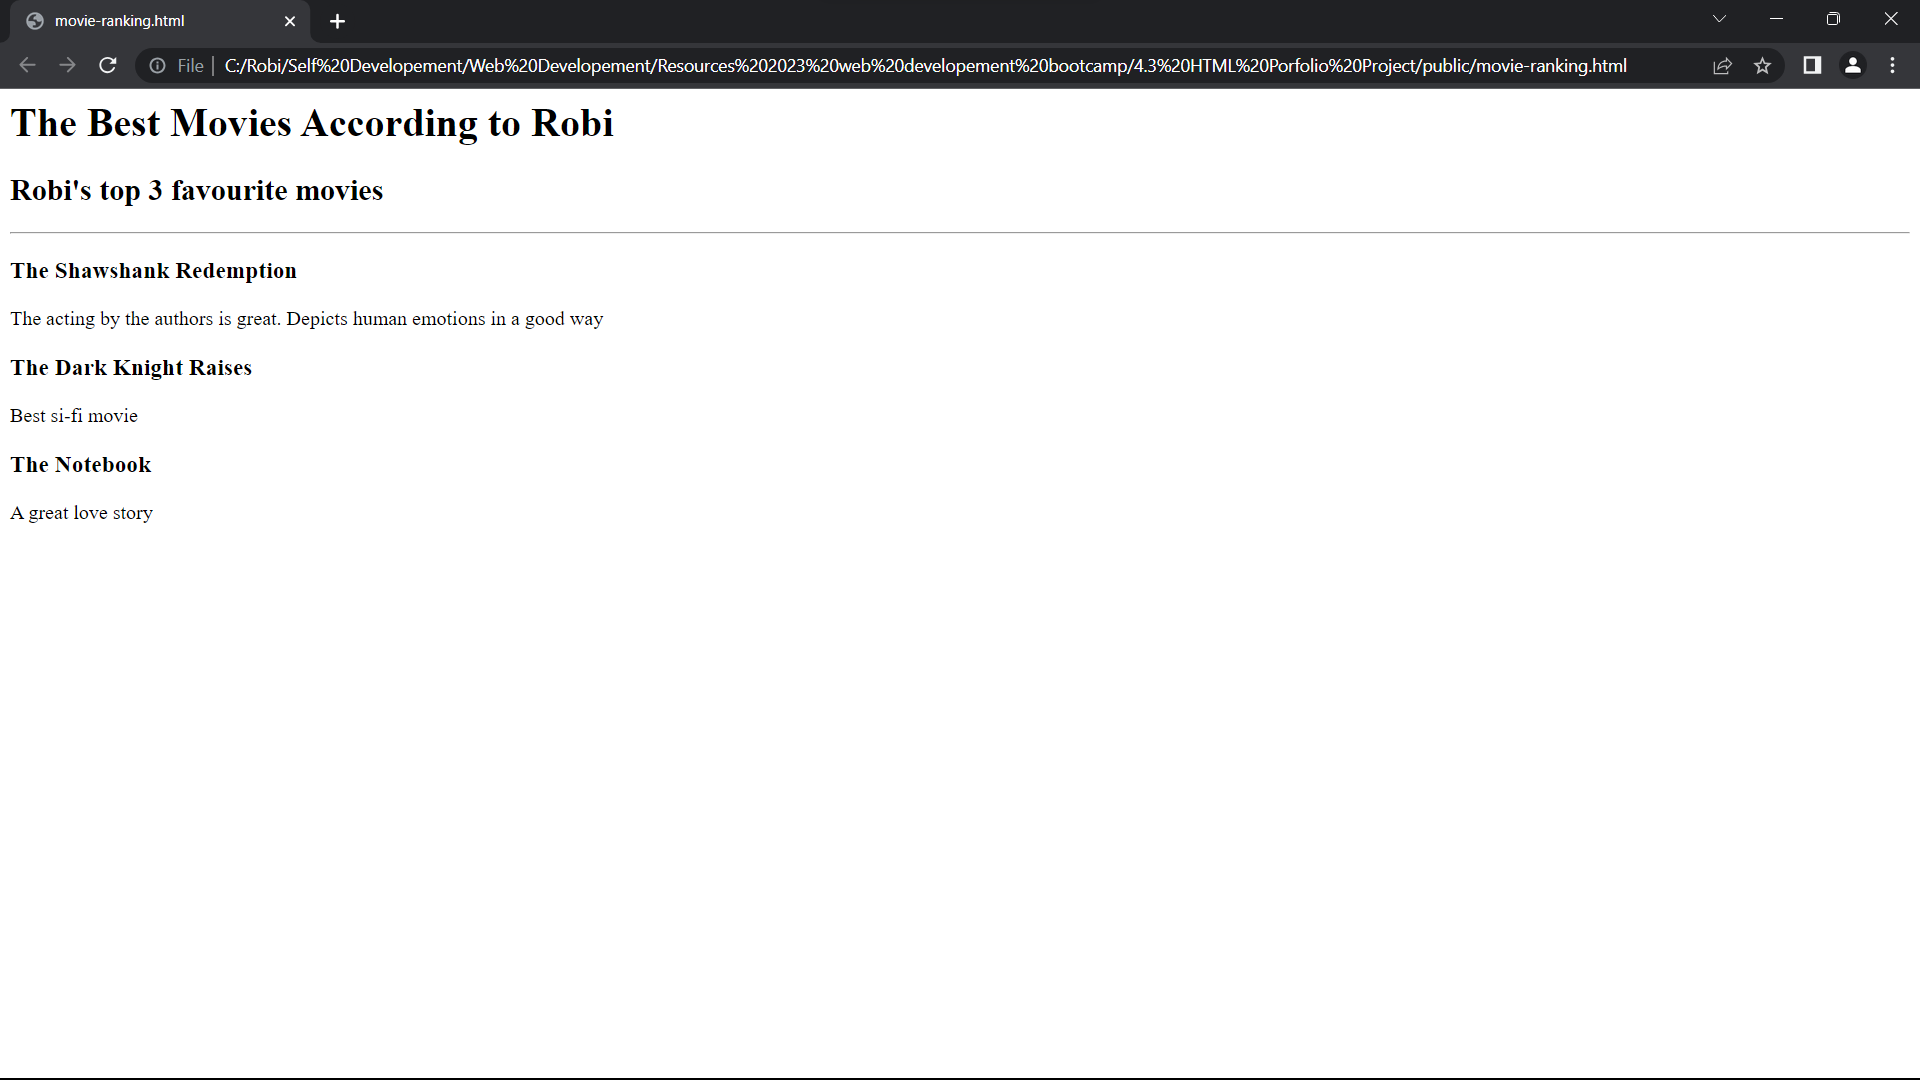 movie-ranking.html
File | C:/Robi/Self%20Developement/Web%20Developement/Resources%202023%20web%20developement%20bootcamp/4.3%20HTML%20Porfolio%20Project/public/movie-ranking.html
The Best Movies According to Robi
Robi's top 3 favourite movies
The Shawshank Redemption
The acting by the authors is great. Depicts human emotions in a good way
The Dark Knight Raises
Best si-fi movie
The Notebook
A great love story